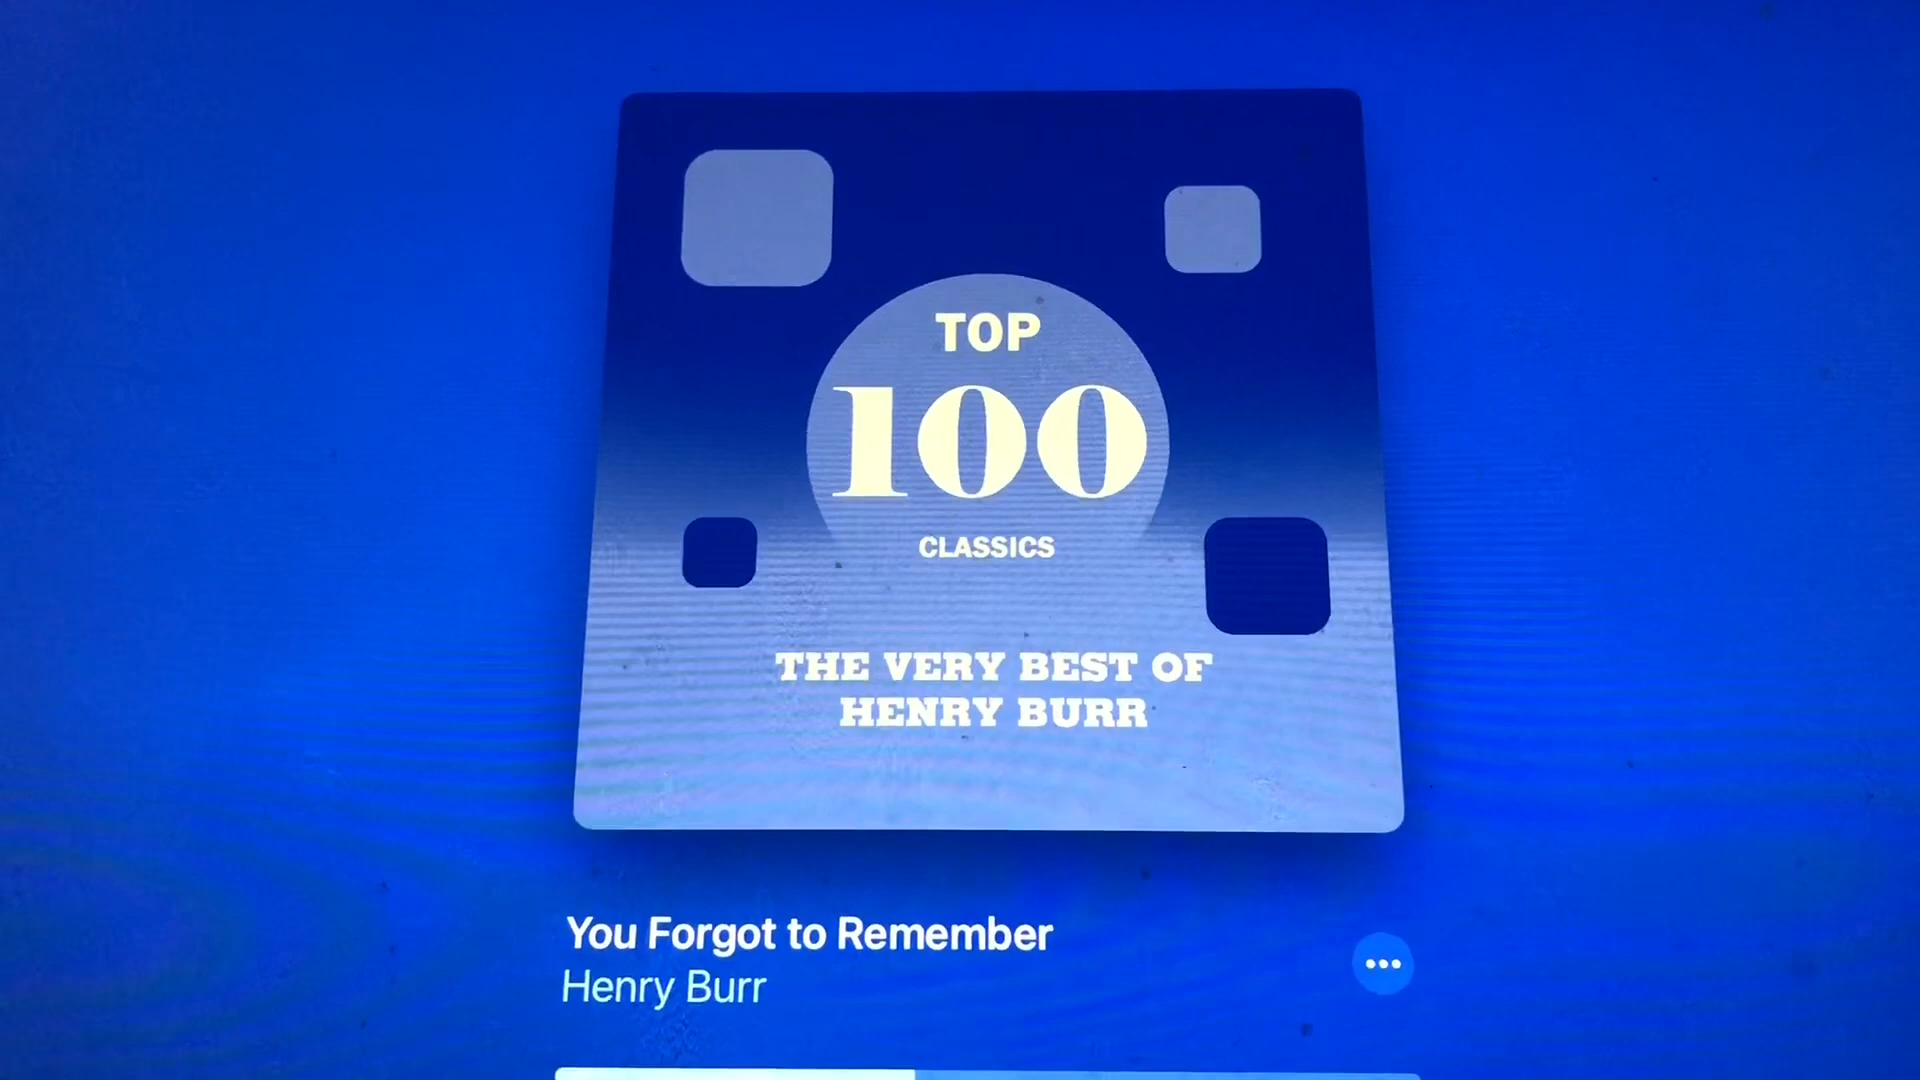 TOP
100
CLASSICS
THE VERY BEST OF
HENRY BURR
You Forgot to Remember
Henry Burr